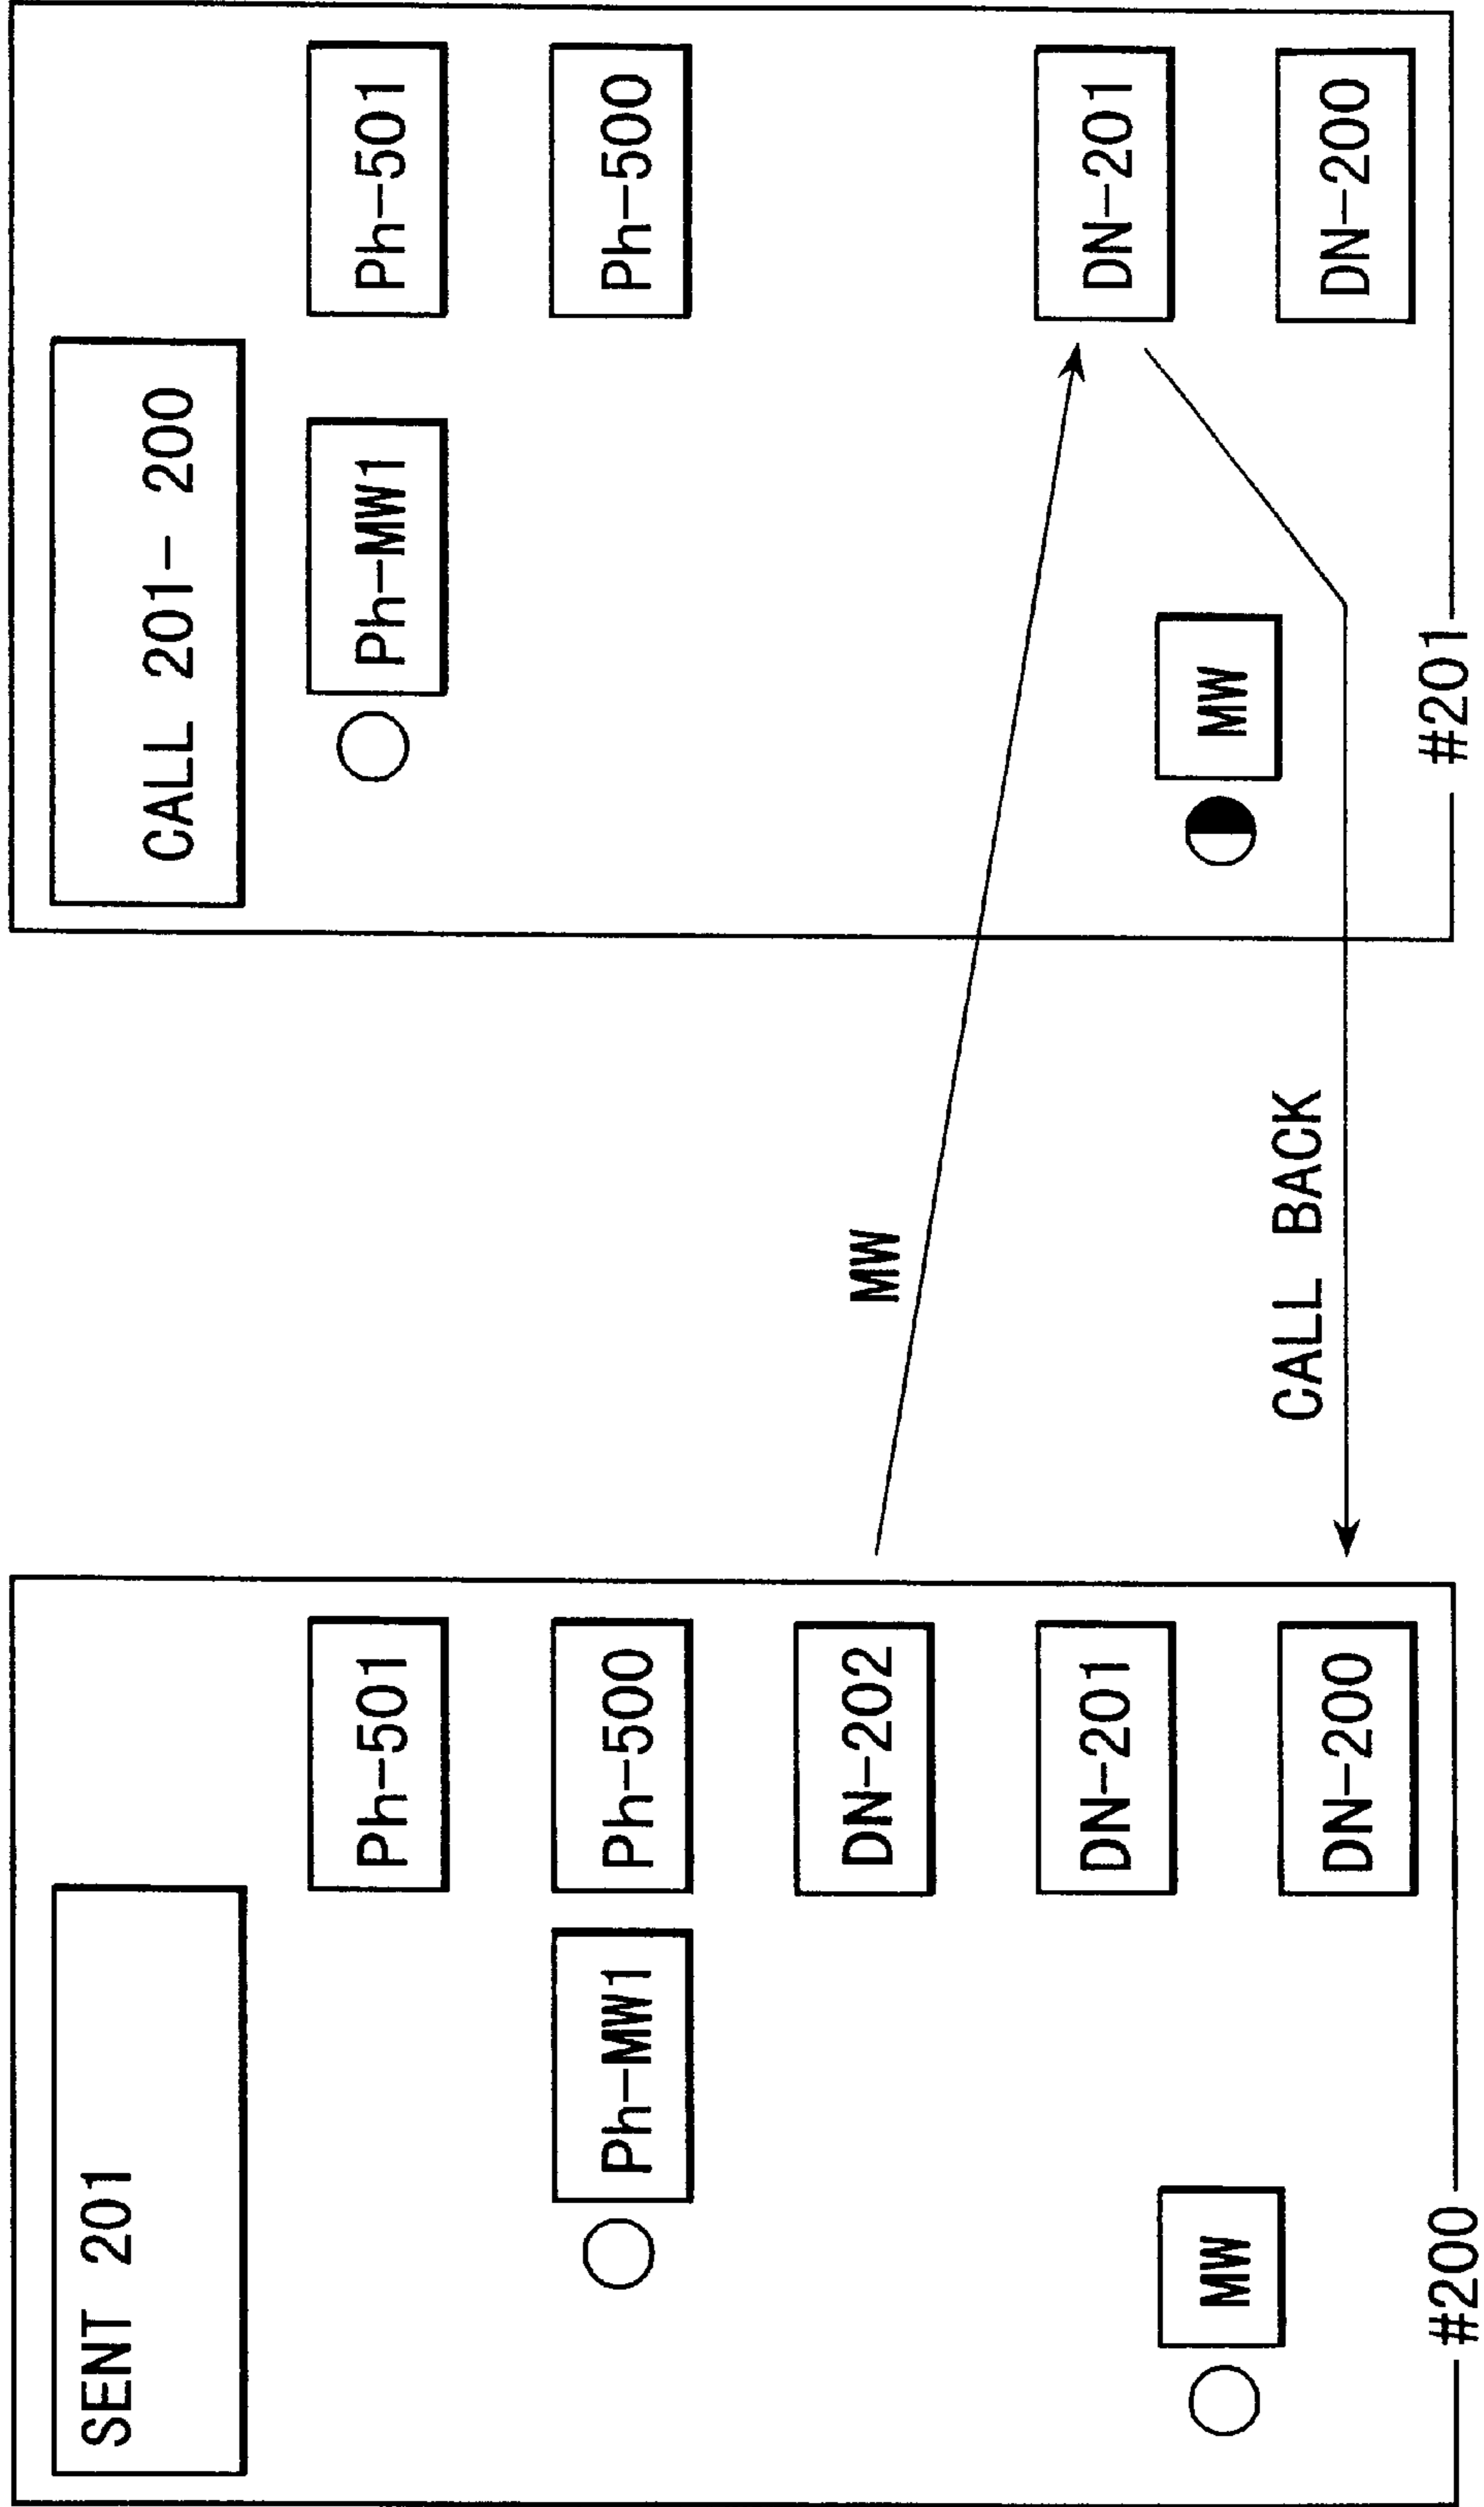 SENT 201
Ph-501
Ph-MW1
Ph-500
DN-202
DN-201
MW
DN-200
#200
MW
CALL BACK
CALL 201- 200
Ph-MW1
Ph-501
Ph-500
DN-201
MW
DN-200
#201